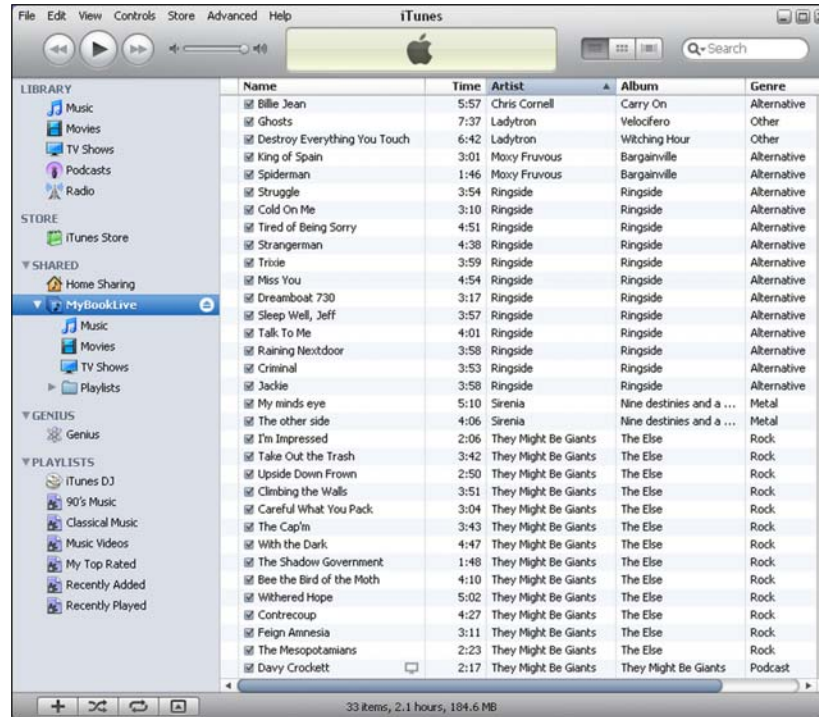 File Edit View Controls Store Advanced Help iTunes
Search
LIBRARY
Music
Movies
TV Shows
Podcasts
Radio
STORE
iTunes Store
SHARED
Home Sharing
MyBookLive
Music
Movies
TV Shows
Playlists
GENIUS
Genius
PLAYLISTS
iTunes DJ
90's Music
Classical Music
Music Videos
My Top Rated
Recently Added
Recently Played
Name Time Artist Album Genre
Billie Jean 5:57 Chris Cornell Carry On Alternative
Ghosts 7:37 Ladytron Velocifero Other
Destroy Everything You Touch 6:42 Ladytron Witching Hour Other
King of Spain 3:01 Moxy Fruvous Bargainville Alternative
Spiderman 1:46 Moxy Fruvous Bargainville Alternative
Struggle 3:54 Ringside Ringside Alternative
Cold On Me 3:10 Ringside Ringside Alternative
Tired of Being Sorry 4:51 Ringside Ringside Alternative
Strangerman 4:38 Ringside Ringside Alternative
Trixie 3:59 Ringside Ringside Alternative
Miss You 4:54 Ringside Ringside Alternative
Dreamboat 730 3:17 Ringside Ringside Alternative
Sleep Well, Jeff 3:57 Ringside Ringside Alternative
Talk To Me 4:01 Ringside Ringside Alternative
Raining Nextdoor 3:58 Ringside Ringside Alternative
Criminal 3:53 Ringside Ringside Alternative
Jackie 3:58 Ringside Ringside Alternative
My minds eye 5:10 Sirenia Nine destinies and a ... Metal
The other side 4:06 Sirenia Nine destinies and a ... Metal
I'm Impressed 2:06 They Might Be Giants The Else Rock
Take Out the Trash 3:42 They Might Be Giants The Else Rock
Upside Down Frown 2:50 They Might Be Giants The Else Rock
Climbing the Walls 3:51 They Might Be Giants The Else Rock
Careful What You Pack 3:04 They Might Be Giants The Else Rock
The Cap'm 3:43 They Might Be Giants The Else Rock
With the Dark 4:47 They Might Be Giants The Else Rock
The Shadow Government 1:48 They Might Be Giants The Else Rock
Bee the Bird of the Moth 4:10 They Might Be Giants The Else Rock
Withered Hope 5:02 They Might Be Giants The Else Rock
Contrecoup 4:27 They Might Be Giants The Else Rock
Feign Amnesia 3:11 They Might Be Giants The Else Rock
The Mesopotamians 2:23 They Might Be Giants The Else Rock
Davy Crockett 2:17 They Might Be Giants They Might Be Giants Podcast
33 items, 2.1 hours, 184.6 MB